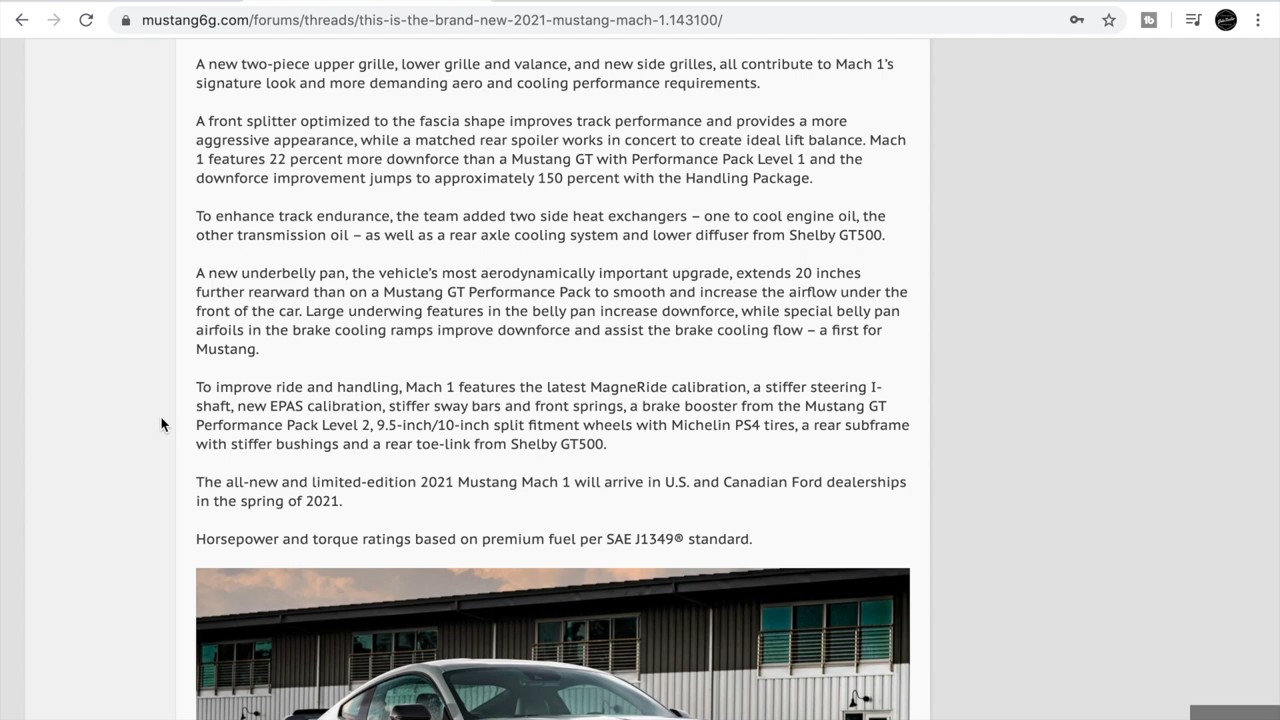 mustang6g.com/forums/threads/this-is-the-brand-new-2021-mustang-mach-1.143100/
A new two-piece upper grille, lower grille and valance, and new side grilles, all contribute to Mach 1’s
signature look and more demanding aero and cooling performance requirements.
A front splitter optimized to the fascia shape improves track performance and provides a more
aggressive appearance, while a matched rear spoiler works in concert to create ideal lift balance. Mach
1 features 22 percent more downforce than a Mustang GT with Performance Pack Level 1 and the
downforce improvement jumps to approximately 150 percent with the Handling Package.
To enhance track endurance, the team added two side heat exchangers – one to cool engine oil, the
other transmission oil – as well as a rear axle cooling system and lower diffuser from Shelby GT500.
A new underbelly pan, the vehicle’s most aerodynamically important upgrade, extends 20 inches
further rearward than on a Mustang GT Performance Pack to smooth and increase the airflow under the
front of the car. Large underwing features in the belly pan increase downforce, while special belly pan
airfoils in the brake cooling ramps improve downforce and assist the brake cooling flow – a first for
Mustang.
To improve ride and handling, Mach 1 features the latest MagneRide calibration, a stiffer steering I-
shaft, new EPAS calibration, stiffer sway bars and front springs, a brake booster from the Mustang GT
Performance Pack Level 2, 9.5-inch/10-inch split fitment wheels with Michelin PS4 tires, a rear subframe
with stiffer bushings and a rear toe-link from Shelby GT500.
The all-new and limited-edition 2021 Mustang Mach 1 will arrive in U.S. and Canadian Ford dealerships
in the spring of 2021.
Horsepower and torque ratings based on premium fuel per SAE J1349® standard.